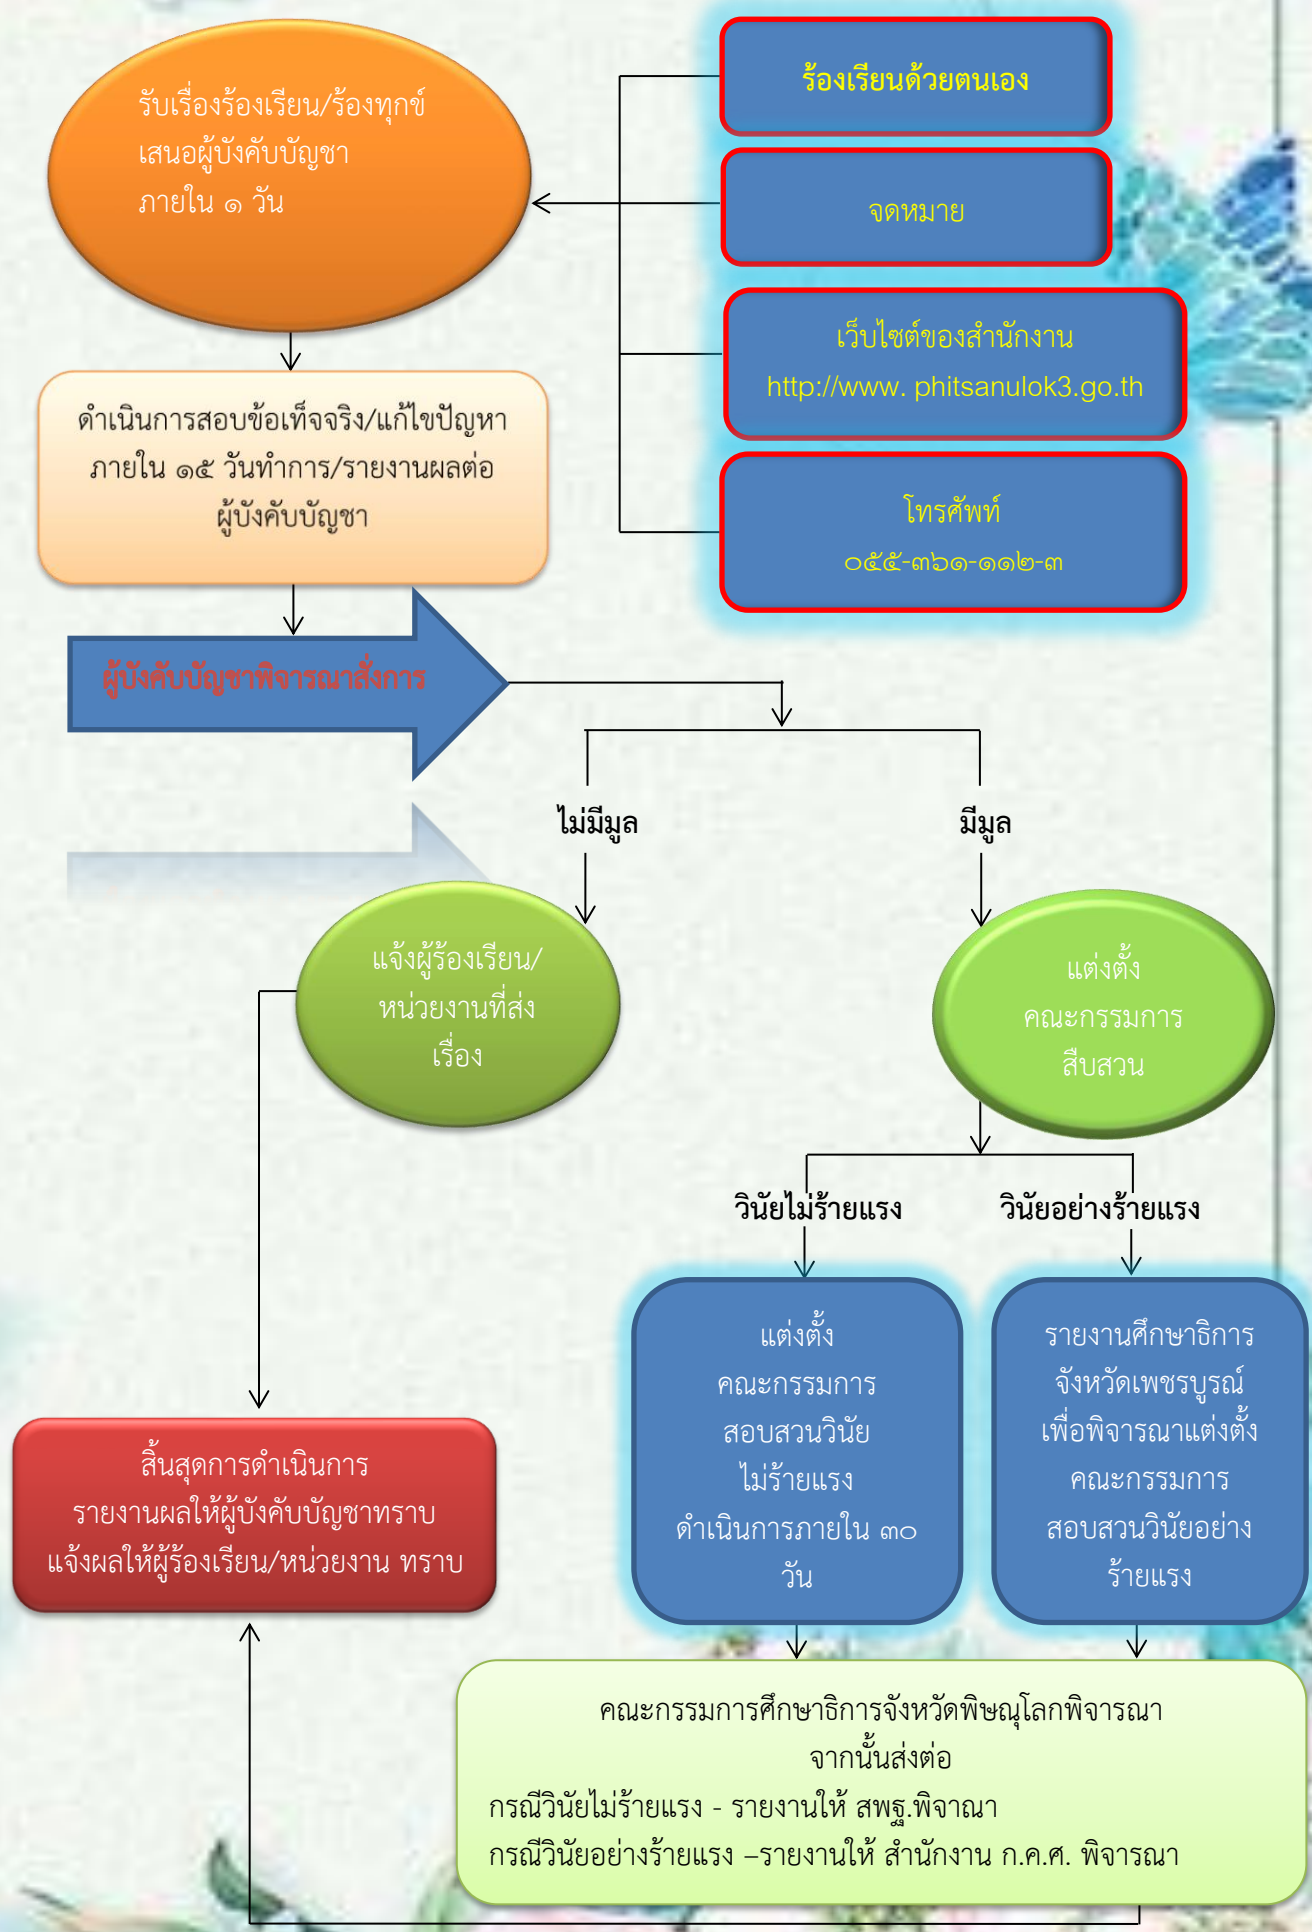 รับเรื่องร้องเรียน/ร้องทุกข์
เสนอผู้บังคับบัญชา
ภายใน ๑ วัน
ร้องเรียนด้วยตนเอง
จดหมาย
เว็บไซต์ของสำนักงาน
http://www. phitsanulok3.go.th
โทรศัพท์
๐๕๕-๓๖๑-๑๑๒-๓
ดำเนินการสอบข้อเท็จจริง/แก้ไขปัญหา
ภายใน ๑๕ วันทำการ/รายงานผลต่อ
ผู้บังคับบัญชา
ผู้บังคับบัญชาพิจารณาสั่งการ
ไม่มีมูล
มีมูล
แจ้งผู้ร้องเรียน/
หน่วยงานที่ส่ง
เรื่อง
แต่งตั้ง
คณะกรรมการ
สืบสวน
วินัยไม่ร้ายแรง
วินัยอย่างร้ายแรง
แต่งตั้ง
คณะกรรมการ
สอบสวนวินัย
ไม่ร้ายแรง
ดำเนินการภายใน ๓๐
วัน
รายงานศึกษาธิการ
จังหวัดเพชรบูรณ์
เพื่อพิจารณาแต่งตั้ง
คณะกรรมการ
สอบสวนวินัยอย่าง
ร้ายแรง
สิ้นสุดการดำเนินการ
รายงานผลให้ผู้บังคับบัญชาทราบ
แจ้งผลให้ผู้ร้องเรียน/หน่วยงาน ทราบ
คณะกรรมการศึกษาธิการจังหวัดพิษณุโลกพิจารณา
จากนั้นส่งต่อ
กรณีวินัยไม่ร้ายแรง - รายงานให้ สพฐ.พิจาณา
กรณีวินัยอย่างร้ายแรง –รายงานให้ สำนักงาน ก.ค.ศ. พิจารณา